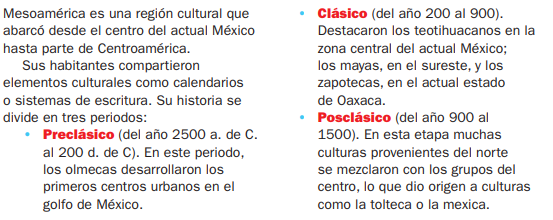 Mesoamérica es una región cultural que
abarcó desde el centro del actual México
hasta parte de Centroamérica.
Sus habitantes compartieron
elementos culturales como calendarios
o sistemas de escritura. Su historia se
divide en tres periodos:
• Preclásico (del año 2500 a. de C.
al 200 d. de C). En este periodo,
los olmecas desarrollaron los
primeros centros urbanos en el
golfo de México.
• Clásico (del año 200 al 900).
Destacaron los teotihuacanos en la
zona central del actual México;
los mayas, en el sureste, y los
zapotecas, en el actual estado
de Oaxaca.
• Posclásico (del año 900 al
1500). En esta etapa muchas
culturas provenientes del norte
se mezclaron con los grupos del
centro, lo que dio origen a culturas
como la tolteca o la mexica.